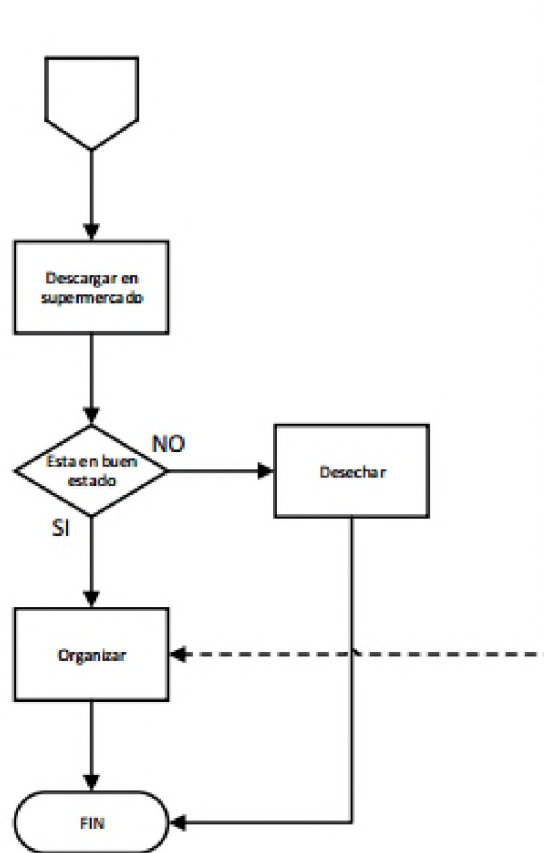 Descargar en
supermercado
NO
Esta en buen
estado
Desechar
SI
Organizar
FIN